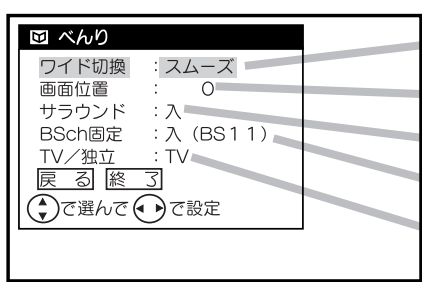 べんり
ワイド切換 : スムーズ
画面位置 : 0
サラウンド : 入
BSch固定 : 入 (BS11)
TV/独立 : TV
戻る 終了
で選んで で設定